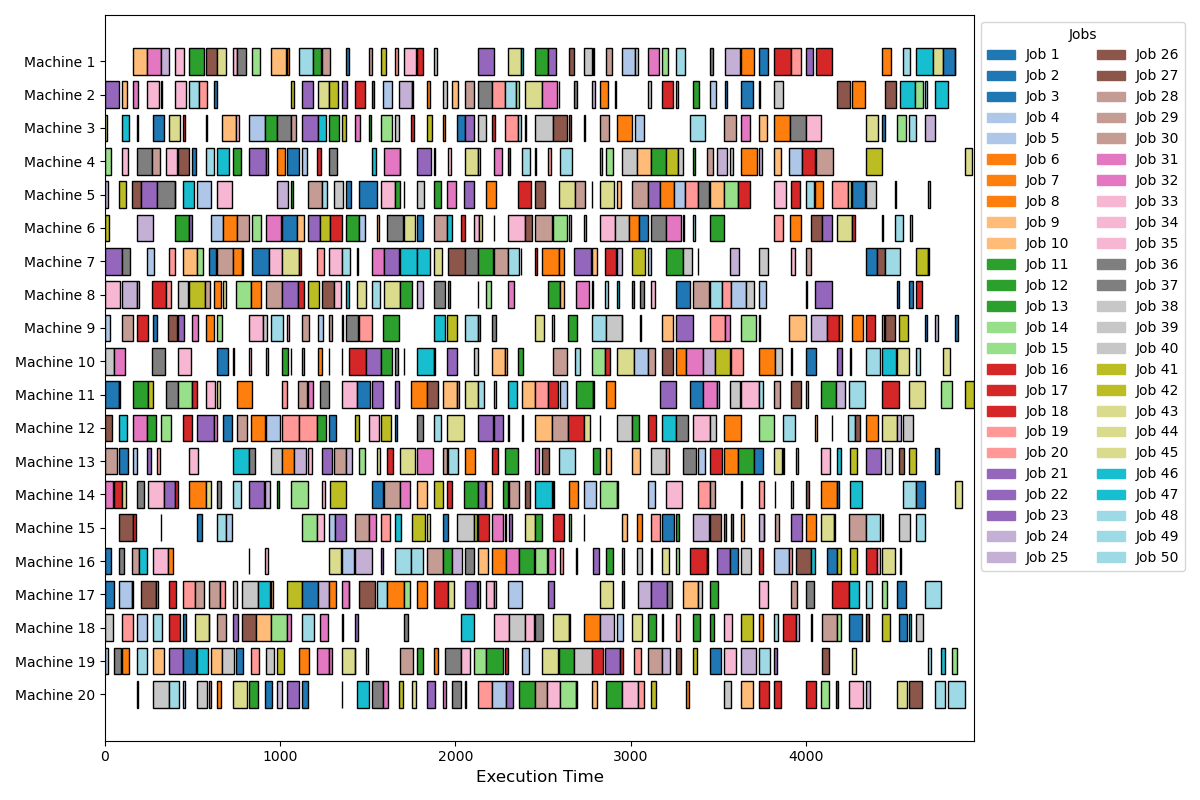 Machine 1
Machine 2
Machine 3
Machine 4
Machine 5
Machine 6
Machine 7
Machine 8
Machine 9
Machine 10
Machine 11
Machine 12
Machine 13
Machine 14
Machine 15
Machine 16
Machine 17
Machine 18
Machine 19
Machine 20
0 1000 2000 3000 4000
Execution Time
Jobs
Job 1 Job 26
Job 2 Job 27
Job 3 Job 28
Job 4 Job 29
Job 5 Job 30
Job 6 Job 31
Job 7 Job 32
Job 8 Job 33
Job 9 Job 34
Job 10 Job 35
Job 11 Job 36
Job 12 Job 37
Job 13 Job 38
Job 14 Job 39
Job 15 Job 40
Job 16 Job 41
Job 17 Job 42
Job 18 Job 43
Job 19 Job 44
Job 20 Job 45
Job 21 Job 46
Job 22 Job 47
Job 23 Job 48
Job 24 Job 49
Job 25 Job 50